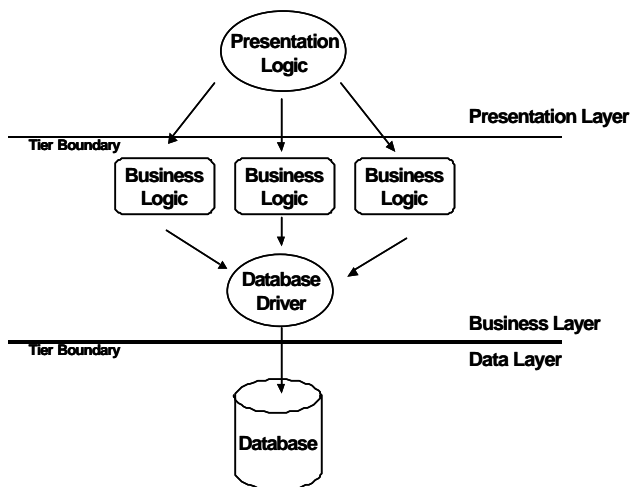 Presentation
Logic
Presentation Layer
Tier Boundary
Business
Logic
Business
Logic
Business
Logic
Database
Driver
Business Layer
Tier Boundary
Data Layer
Database